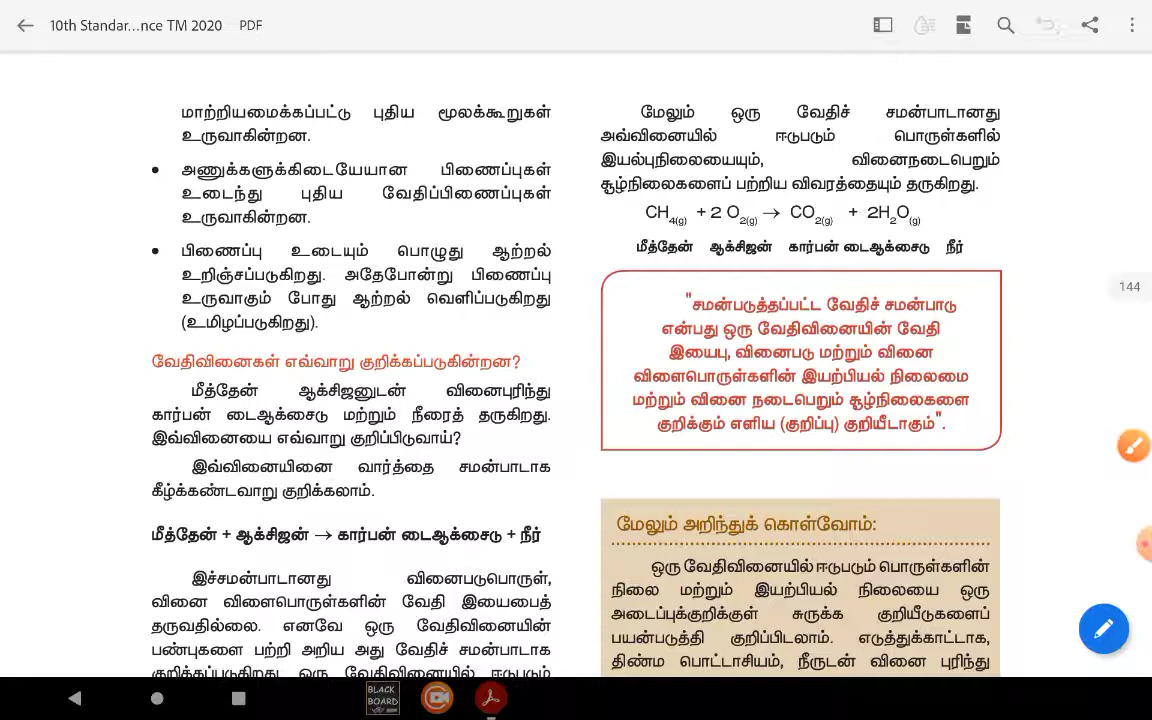 10th Standar...nce TM 2020 PDF
மாற்றியமைக்கப்பட்டு புதிய மூலக்கூறுகள்
உருவாகின்றன.
• அணுக்களுக்கிடையேயான பிணைப்புகள்
உடைந்து புதிய வேதிப்பிணைப்புகள்
உருவாகின்றன.
• பிணைப்பு உடையும் பொழுது ஆற்றல்
உறிஞ்சப்படுகிறது. அதேபோன்று பிணைப்பு
உருவாகும் போது ஆற்றல் வெளிப்படுகிறது
(உமிழப்படுகிறது).
வேதிவினைகள் எவ்வாறு குறிக்கப்படுகின்றன?
மீத்தேன் ஆக்சிஜனுடன் வினைபுரிந்து
கார்பன் டைஆக்சைடு மற்றும் நீரைத் தருகிறது.
இவ்வினையை எவ்வாறு குறிப்பிடுவாய்?
இவ்வினையினை வார்த்தை சமன்பாடாக
கீழ்க்கண்டவாறு குறிக்கலாம்.
மீத்தேன் + ஆக்சிஜன் → கார்பன் டைஆக்சைடு + நீர்
இச்சமன்பாடானது வினைபடுபொருள்,
வினை விளைபொருள்களின் வேதி இயைபைத்
தருவதில்லை. எனவே ஒரு வேதிவினையின்
பண்புகளை பற்றி அறிய அது வேதிச் சமன்பாடாக
குறிக்கப்படுகிறது. ஒரு வேதிவினையில் ஈடுபடும்
மேலும் ஒரு வேதிச் சமன்பாடானது
அவ்வினையில் ஈடுபடும் பொருள்களில்
இயல்புநிலையையும், வினைநடைபெறும்
சூழ்நிலைகளைப் பற்றிய விவரத்தையும் தருகிறது.
CH4(g) + 2 O2(g) → CO2(g) + 2H2O(g)
மீத்தேன் ஆக்சிஜன் கார்பன் டைஆக்சைடு நீர்
"சமன்படுத்தப்பட்ட வேதிச் சமன்பாடு
என்பது ஒரு வேதிவினையின் வேதி
இயைபு, வினைபடு மற்றும் வினை
விளைபொருள்களின் இயற்பியல் நிலைமை
மற்றும் வினை நடைபெறும் சூழ்நிலைகளை
குறிக்கும் எளிய (குறிப்பு) குறியீடாகும்".
மேலும் அறிந்துக் கொள்வோம்:
ஒரு வேதிவினையில் ஈடுபடும் பொருள்களின்
நிலை மற்றும் இயற்பியல் நிலையை ஒரு
அடைப்புக்குறிக்குள் சுருக்க குறியீடுகளைப்
பயன்படுத்தி குறிப்பிடலாம். எடுத்துக்காட்டாக,
திண்ம பொட்டாசியம், நீருடன் வினை புரிந்து
144
BLACK
BOARD